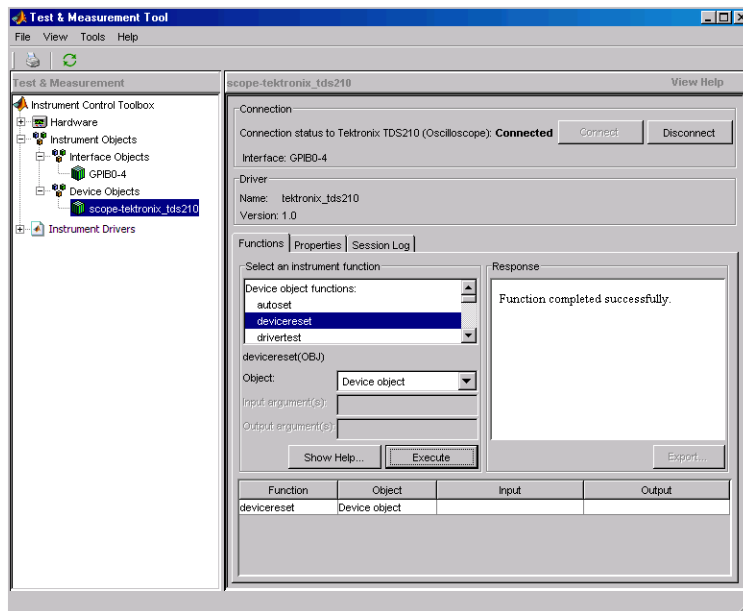 Test & Measurement Tool
File View Tools Help
Test & Measurement
scope-tektronix_tds210
View Help
Instrument Control Toolbox
Hardware
Instrument Objects
Interface Objects
GPIB0-4
Device Objects
scope-tektronix_tds210
Instrument Drivers
Connection
Connection status to Tektronix TDS210 (Oscilloscope): Connected
Connect
Disconnect
Interface: GPIB0-4
Driver
Name: tektronix_tds210
Version: 1.0
Functions
Properties
Session Log
Select an instrument function
Device object functions:
autoset
devicereset
drivertest
devicereset(OBJ)
Object:
Device object
Input argument(s):
Output argument(s):
Show Help...
Execute
Response
Function completed successfully.
Export...
Function Object Input Output
devicereset Device object